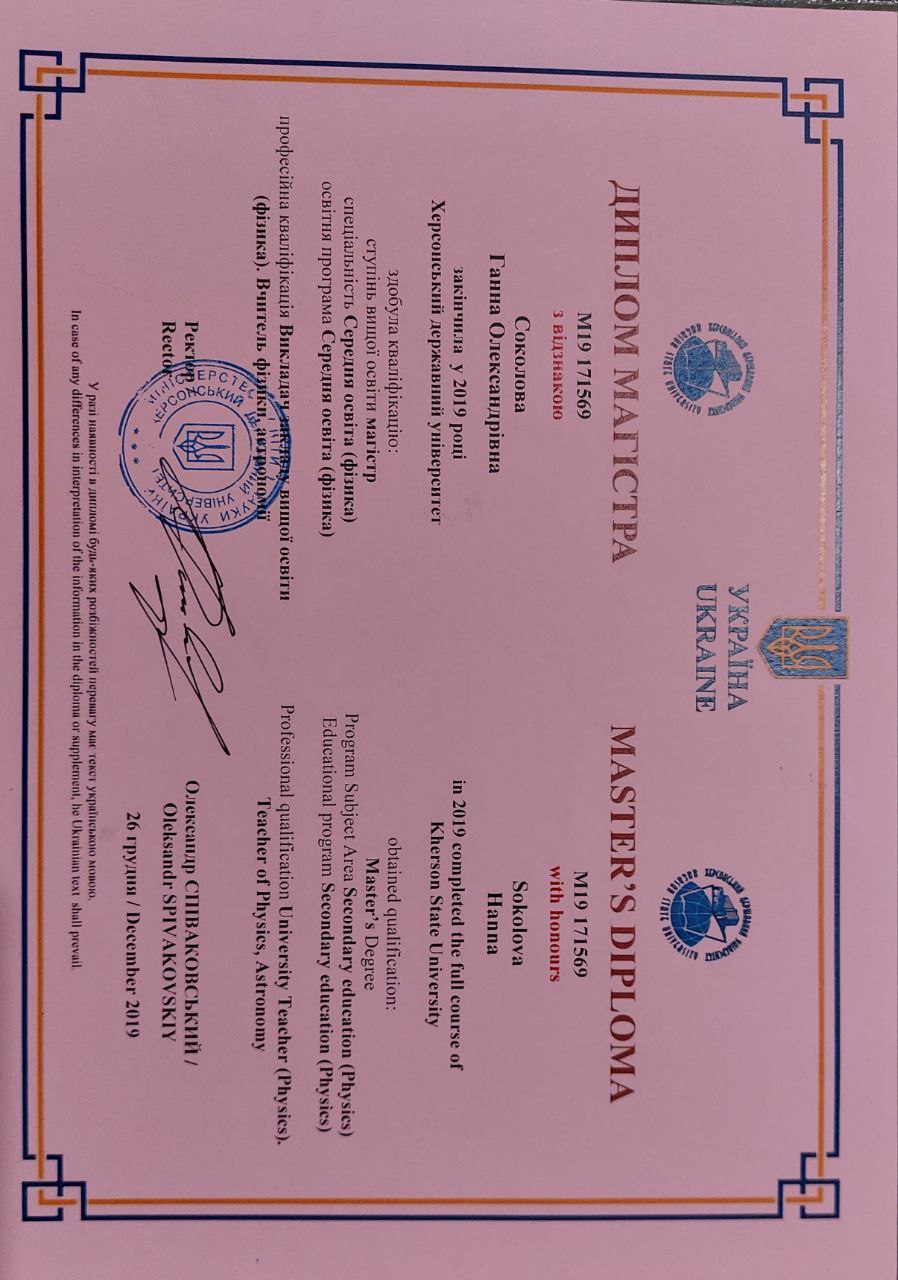 УКРАЇНА
UKRAINE
ДИПЛОМ МАГІСТРА
М19 171569
з відзнакою
Соколова
Ганна Олександрівна
закінчила у 2019 році
Херсонський державний університет
здобула кваліфікацію:
ступінь вищої освіти магістр
спеціальність Середня освіта (фізика)
освітня програма Середня освіта (фізика)
професійна кваліфікація Викладач закладу вищої освіти
(фізика). Вчитель фізики, астрономії
MASTER'S DIPLOMA
M19 171569
with honours
Sokolova
Hanna
in 2019 completed the full course of
Kherson State University
obtained qualification:
Master's Degree
Program Subject Area Secondary education (Physics)
Educational program Secondary education (Physics)
Professional qualification University Teacher (Physics).
Teacher of Physics, Astronomy
Ректор
Rector
Олександр СПІВАКОВСЬКИЙ /
Oleksandr SPIVAKOVSKIY
26 грудня / December 2019
У разі наявності в дипломі будь-яких розбіжностей перевагу має текст українською мовою.
In case of any differences in interpretation of the information in the diploma or supplement, he Ukrainian text shall prevail.